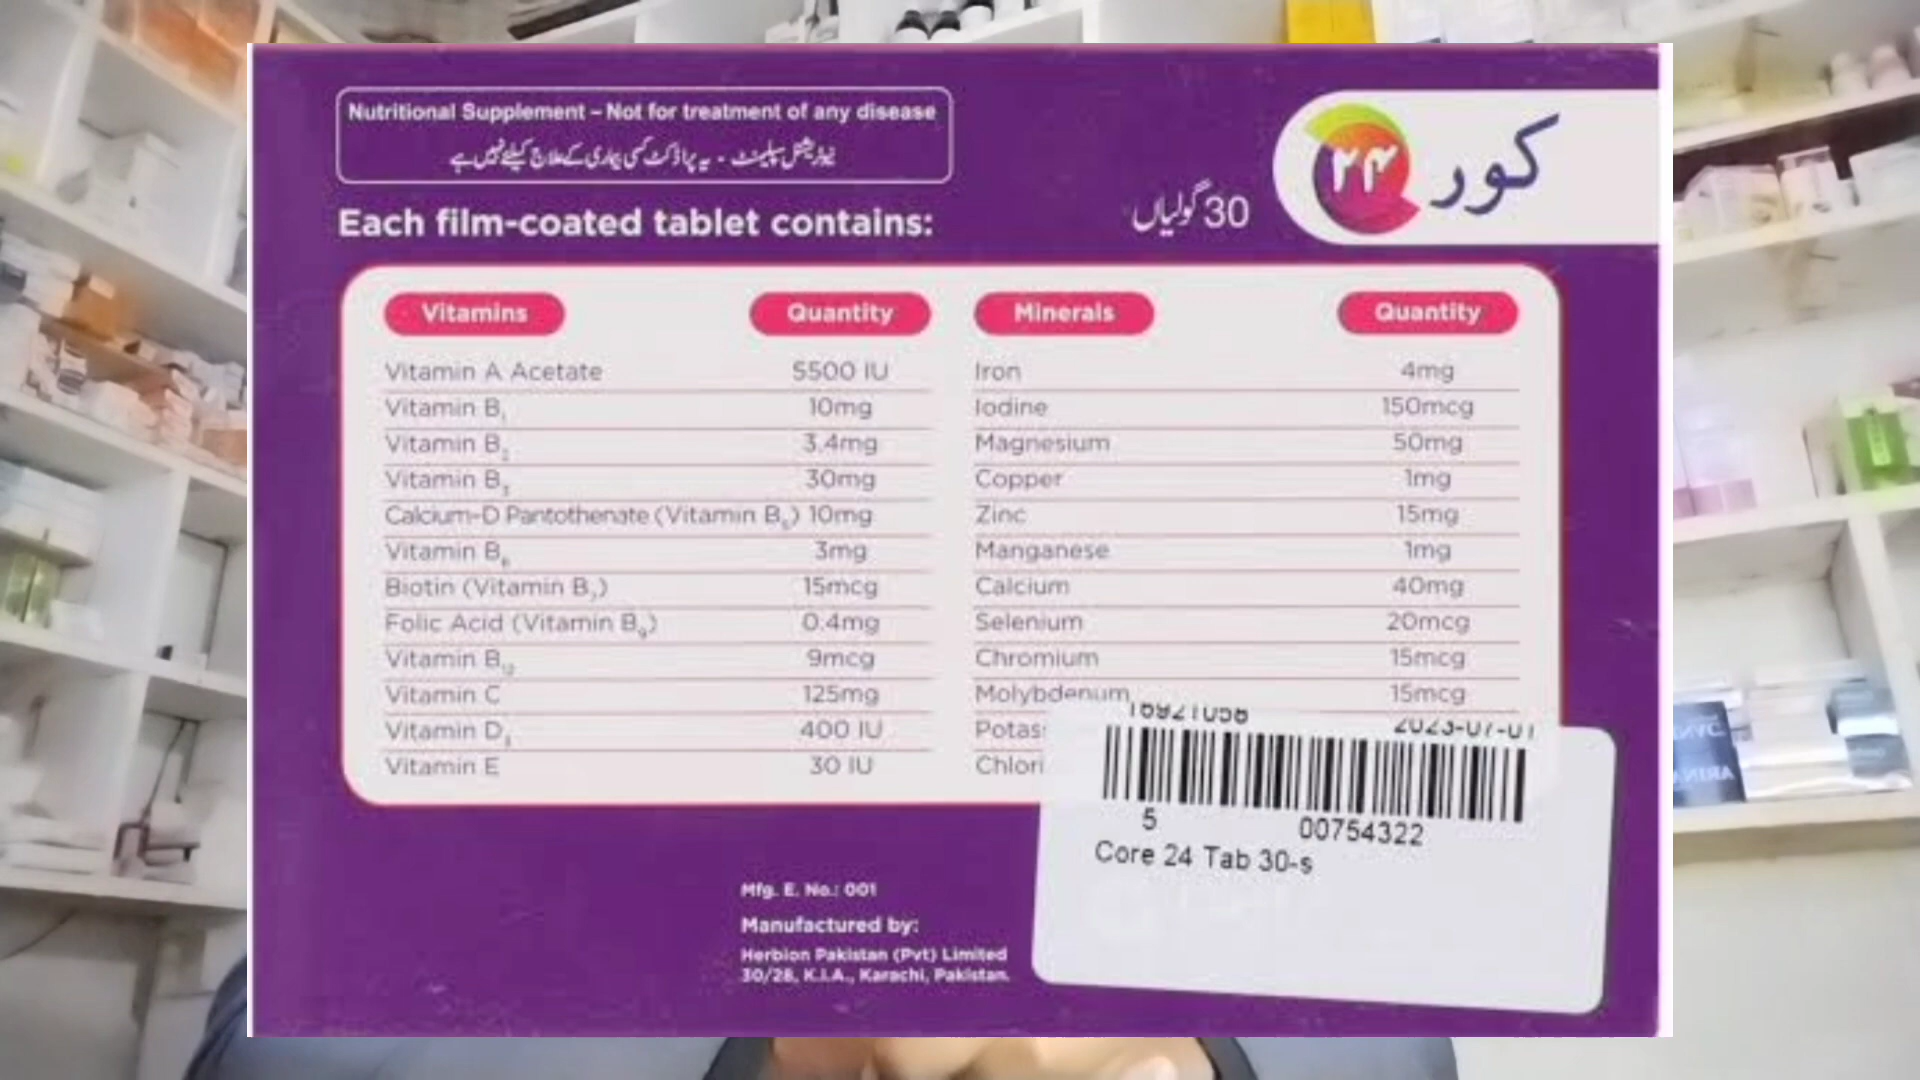 Nutritional Supplement – Not for treatment of any disease
نیوٹریشنل سپلیمنٹ - یہ پراڈکٹ کسی بیماری کے علاج کیلئے نہیں ہے
کور ۲۴
30 گولیاں
Each film-coated tablet contains:
Vitamins Quantity Minerals Quantity
Vitamin A Acetate 5500 IU Iron 4mg
Vitamin B₁ 10mg Iodine 150mcg
Vitamin B₂ 3.4mg Magnesium 50mg
Vitamin B₃ 30mg Copper 1mg
Calcium-D Pantothenate (Vitamin B₅) 10mg Zinc 15mg
Vitamin B₆ 3mg Manganese 1mg
Biotin (Vitamin B₇) 15mcg Calcium 40mg
Folic Acid (Vitamin B₉) 0.4mg Selenium 20mcg
Vitamin B₁₂ 9mcg Chromium 15mcg
Vitamin C 125mg Molybdenum 15mcg
Vitamin D₃ 400 IU Potas
Vitamin E 30 IU Chlori
16921058 2023-07-01
5 00754322
Core 24 Tab 30-s
Mfg. E. No.: 001
Manufactured by:
Herbion Pakistan (Pvt) Limited
30/28, K.I.A., Karachi, Pakistan.